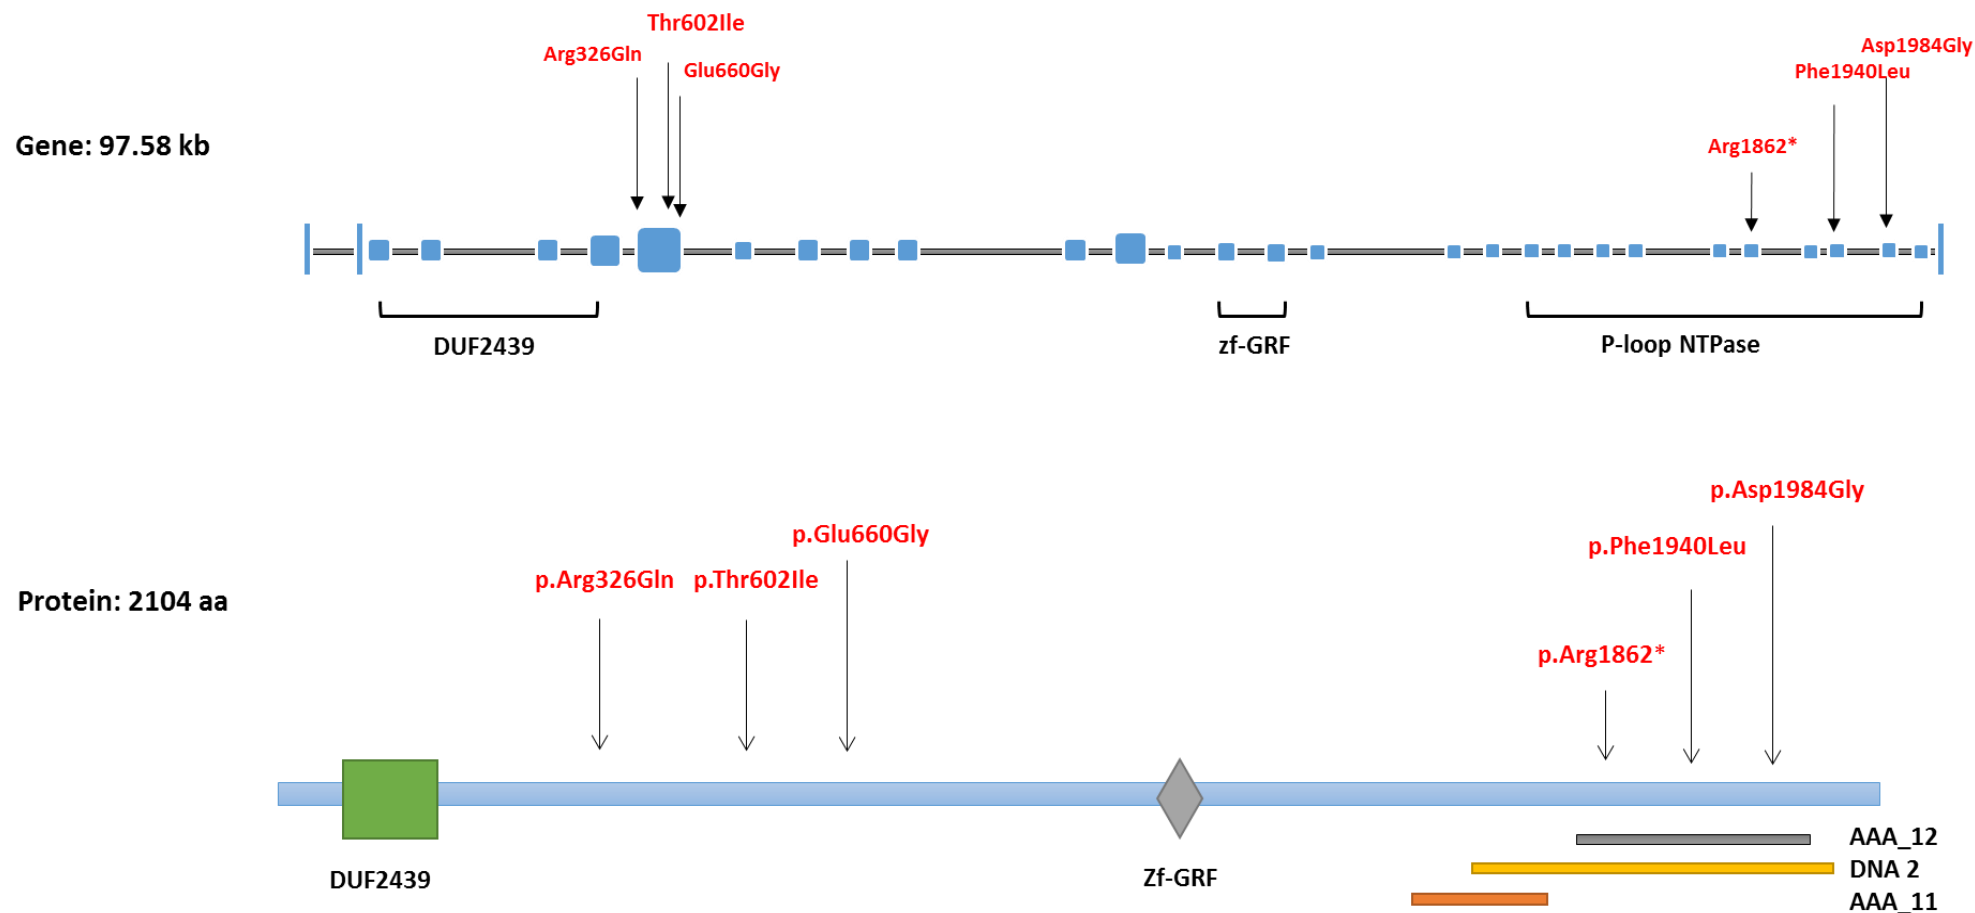 Thr602Ile
Arg326Gln
Glu660Gly
Asp1984Gly
Phe1940Leu
Gene: 97.58 kb
Arg1862*
DUF2439
zf-GRF
P-loop NTPase
p.Asp1984Gly
p.Glu660Gly
p.Phe1940Leu
p.Arg326Gln
p.Thr602Ile
Protein: 2104 aa
p.Arg1862*
DUF2439
Zf-GRF
AAA_12
DNA 2
AAA_11